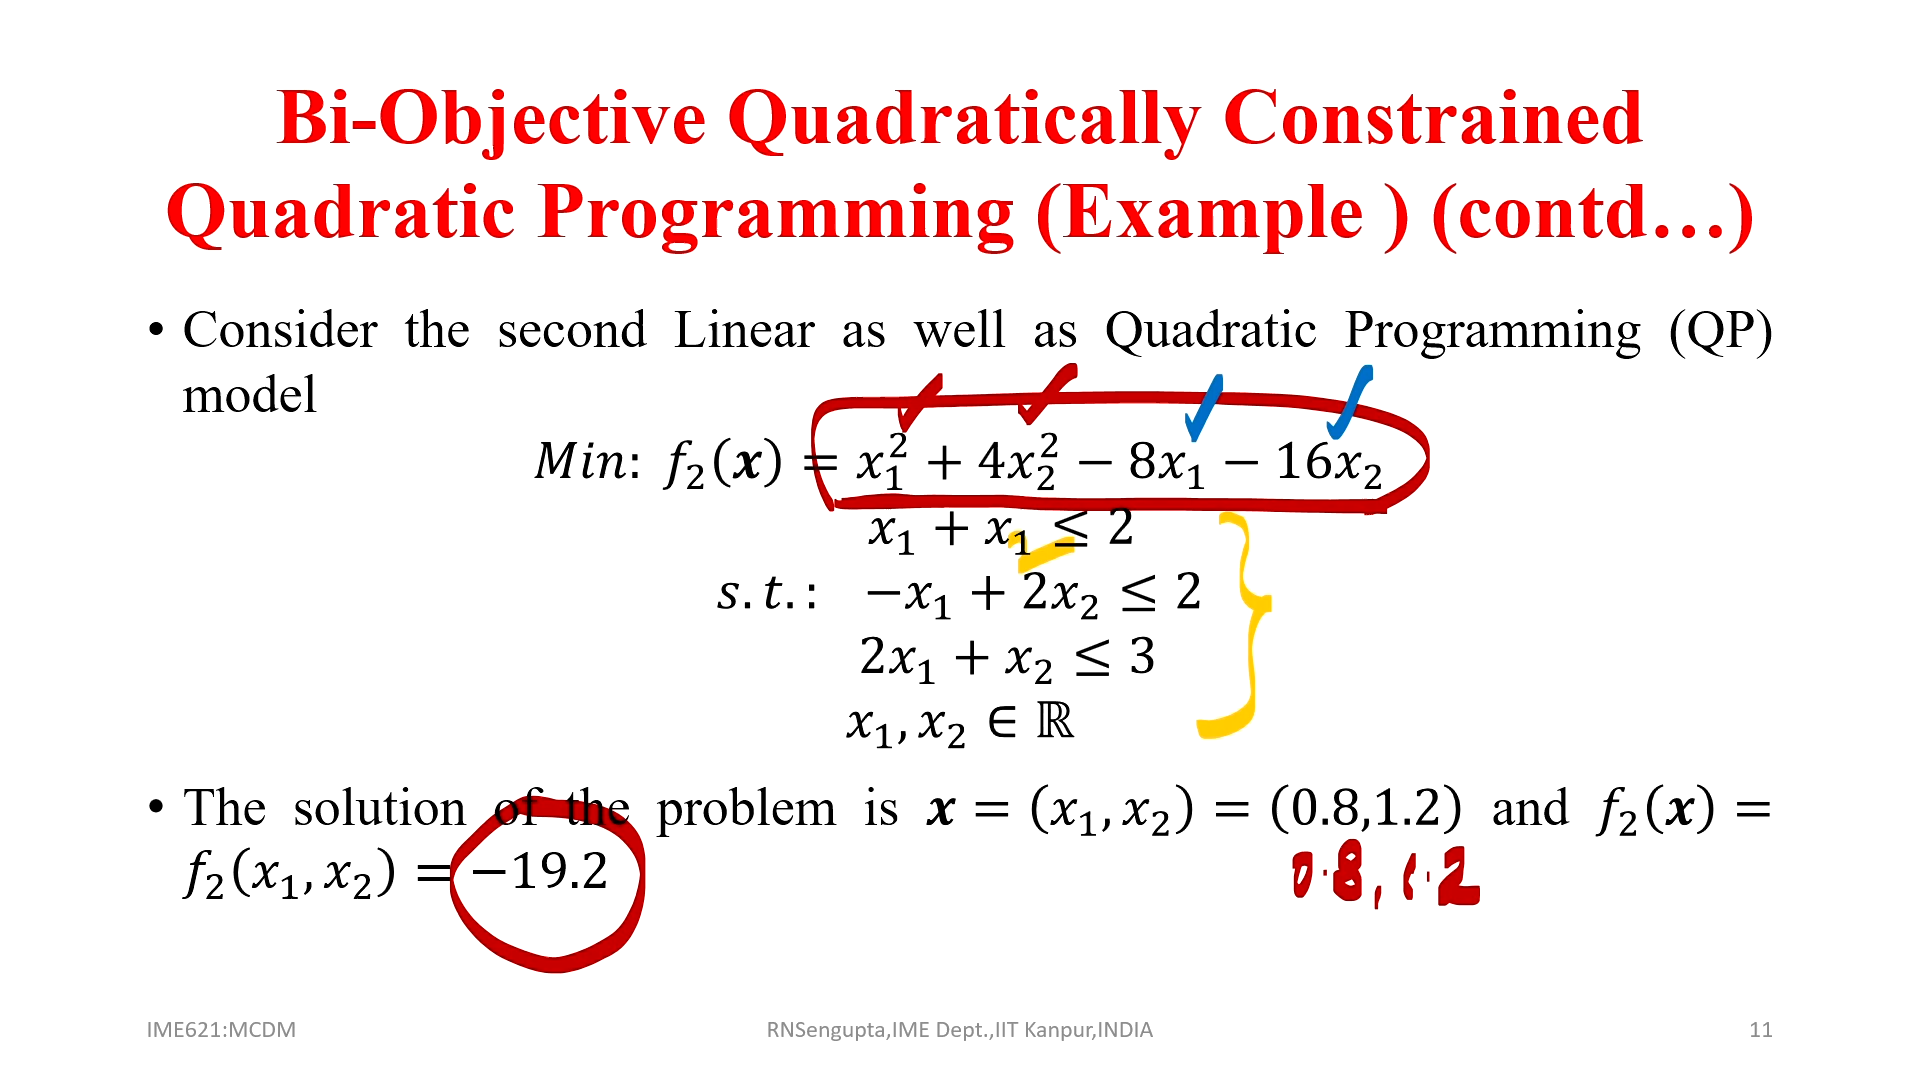 Bi-Objective Quadratically Constrained
Quadratic Programming (Example ) (contd…)
• Consider the second Linear as well as Quadratic Programming (QP)
model
Min: f₂(x) = x₁² + 4x₂² − 8x₁ − 16x₂
x₁ + x₁ ≤ 2
s.t.: −x₁ + 2x₂ ≤ 2
2x₁ + x₂ ≤ 3
x₁, x₂ ∈ ℝ
• The solution of the problem is x = (x₁, x₂) = (0.8,1.2) and f₂(x) =
f₂(x₁, x₂) = −19.2
0.8, 1.2
IME621:MCDM
RNSengupta,IME Dept.,IIT Kanpur,INDIA
11